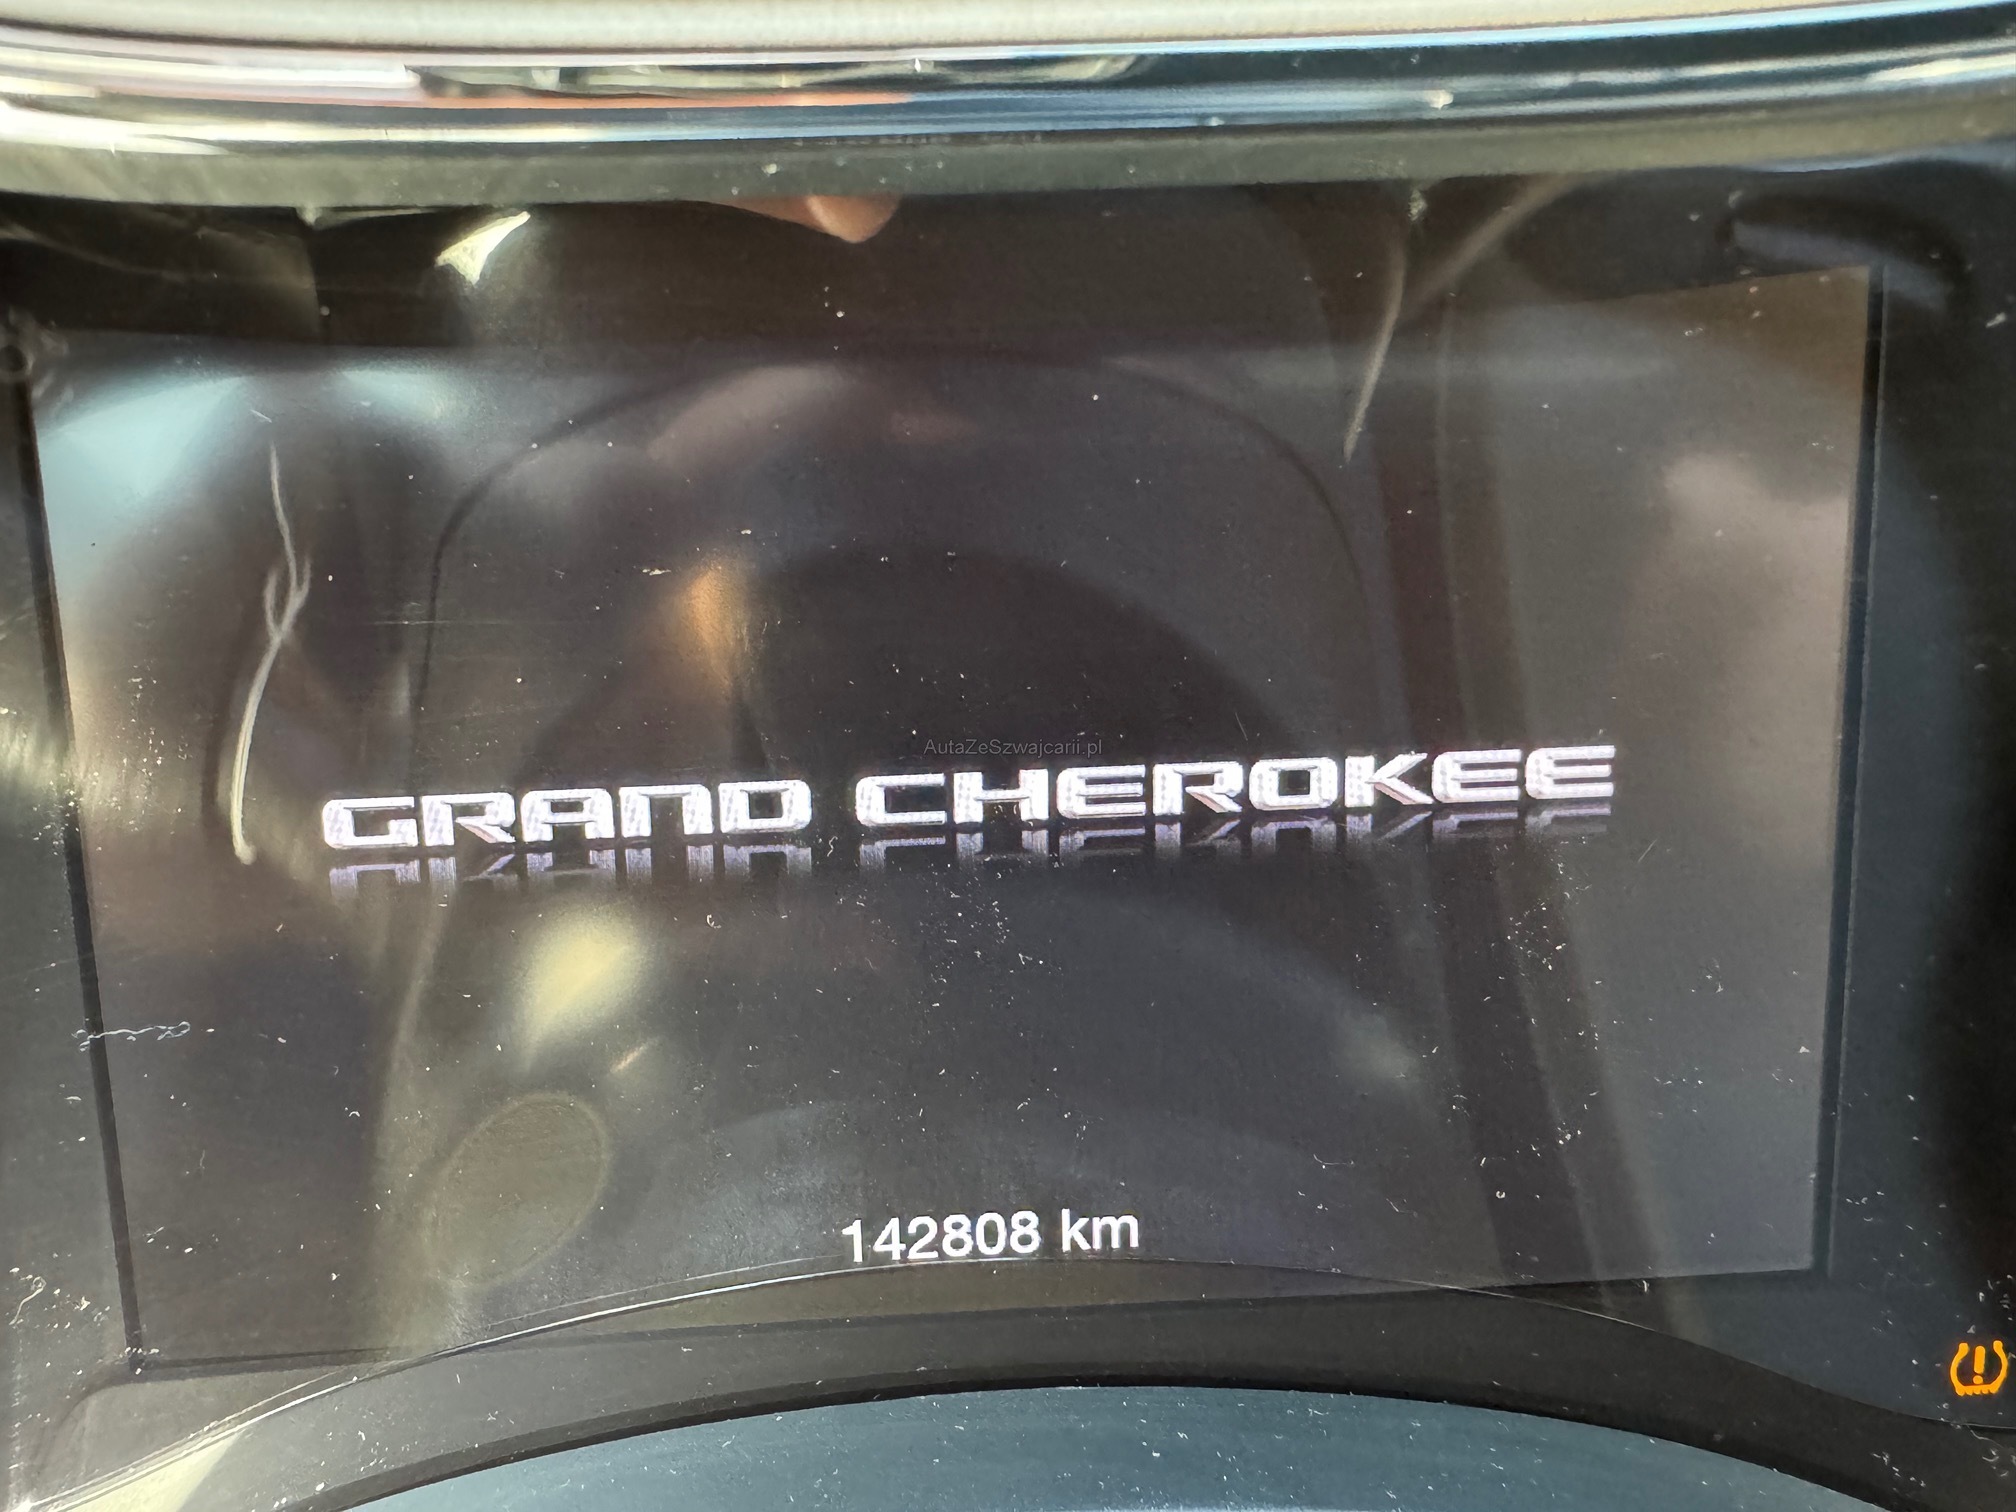 AutaZeSzwajcarii.pl
GRAND CHEROKEE
142808 km